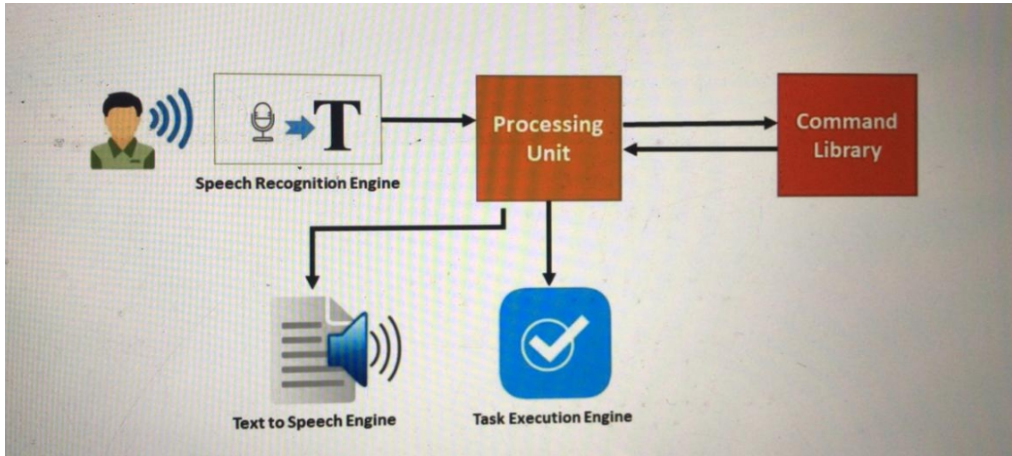 T
Processing
Unit
Command
Library
Speech Recognition Engine
Text to Speech Engine
Task Execution Engine